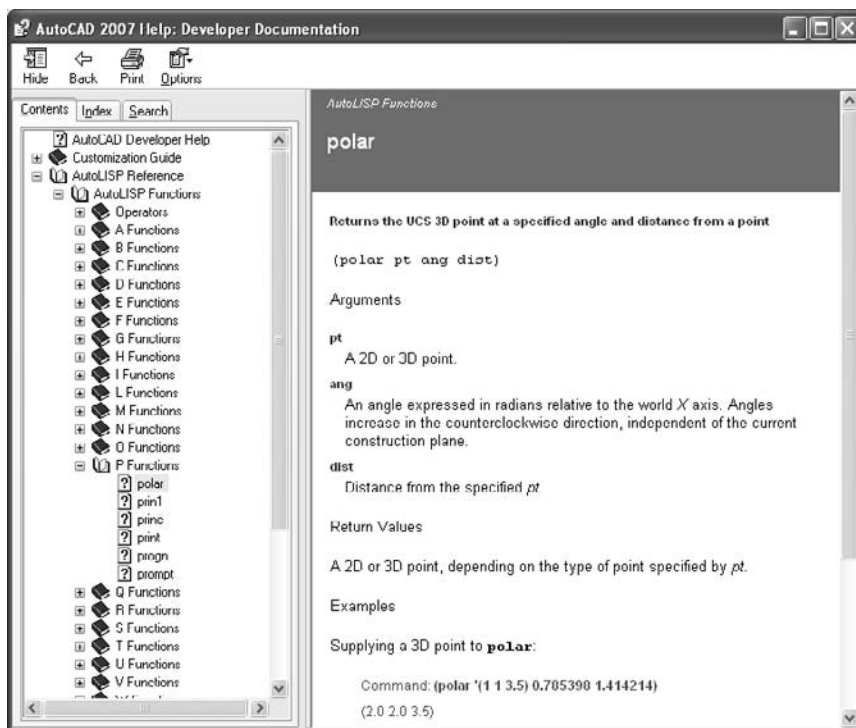 AutoCAD 2007 Help: Developer Documentation
Hide Back Print Options
Contents Index Search
AutoCAD Developer Help
Customization Guide
AutoLISP Reference
AutoLISP Functions
Operators
A Functions
B Functions
C Functions
D Functions
E Functions
F Functions
G Functions
H Functions
I Functions
L Functions
M Functions
N Functions
O Functions
P Functions
polar
prin1
princ
print
progn
prompt
Q Functions
R Functions
S Functions
T Functions
U Functions
V Functions
AutoLISP Functions
polar
Returns the UCS 3D point at a specified angle and distance from a point
(polar pt ang dist)
Arguments
pt
A 2D or 3D point.
ang
An angle expressed in radians relative to the world X axis. Angles
increase in the counterclockwise direction, independent of the current
construction plane.
dist
Distance from the specified pt
Return Values
A 2D or 3D point, depending on the type of point specified by pt.
Examples
Supplying a 3D point to polar:
Command: (polar '(1 1 3.5) 0.785398 1.414214)
(2.0 2.0 3.5)